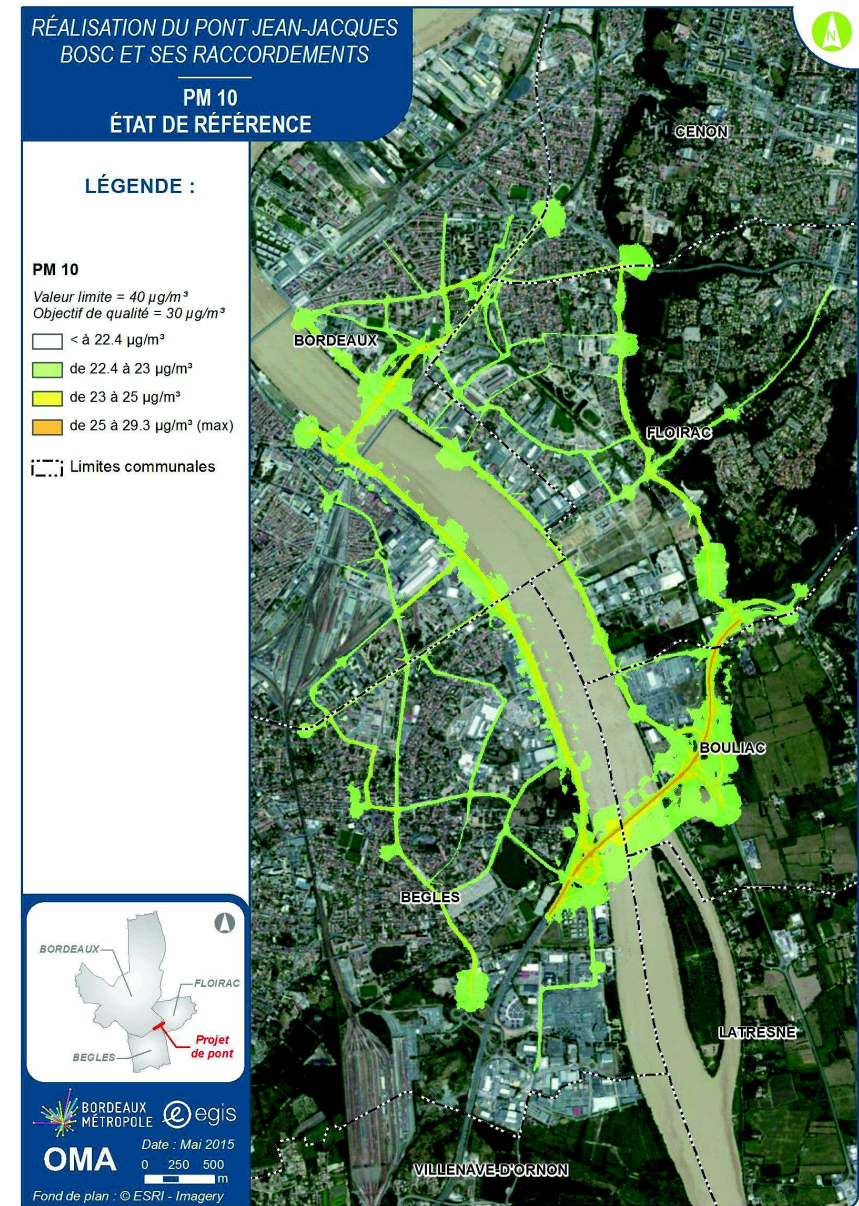 RÉALISATION DU PONT JEAN-JACQUES
BOSC ET SES RACCORDEMENTS
PM 10
ÉTAT DE RÉFÉRENCE
N
LÉGENDE :
PM 10
Valeur limite = 40 µg/m³
Objectif de qualité = 30 µg/m³
< à 22.4 µg/m³
de 22.4 à 23 µg/m³
de 23 à 25 µg/m³
de 25 à 29.3 µg/m³ (max)
Limites communales
CENON
BORDEAUX
FLOIRAC
BOULIAC
BEGLES
LATRESNE
VILLENAVE-D'ORNON
BORDEAUX
FLOIRAC
BEGLES
Projet
de pont
BORDEAUX
MÉTROPOLE
egis
OMA
Date : Mai 2015
0 250 500
m
Fond de plan : © ESRI - Imagery